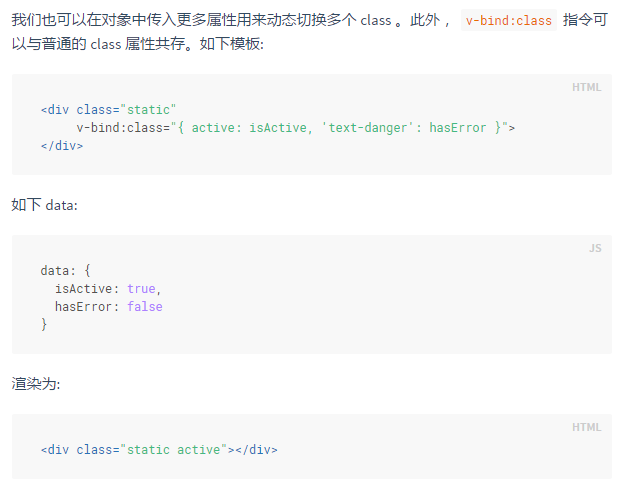 我们也可以在对象中传入更多属性用来动态切换多个 class 。此外， v-bind:class 指令可
以与普通的 class 属性共存。如下模板:
HTML
<div class="static"
     v-bind:class="{ active: isActive, 'text-danger': hasError }">
</div>
如下 data:
JS
data: {
  isActive: true,
  hasError: false
}
渲染为:
HTML
<div class="static active"></div>